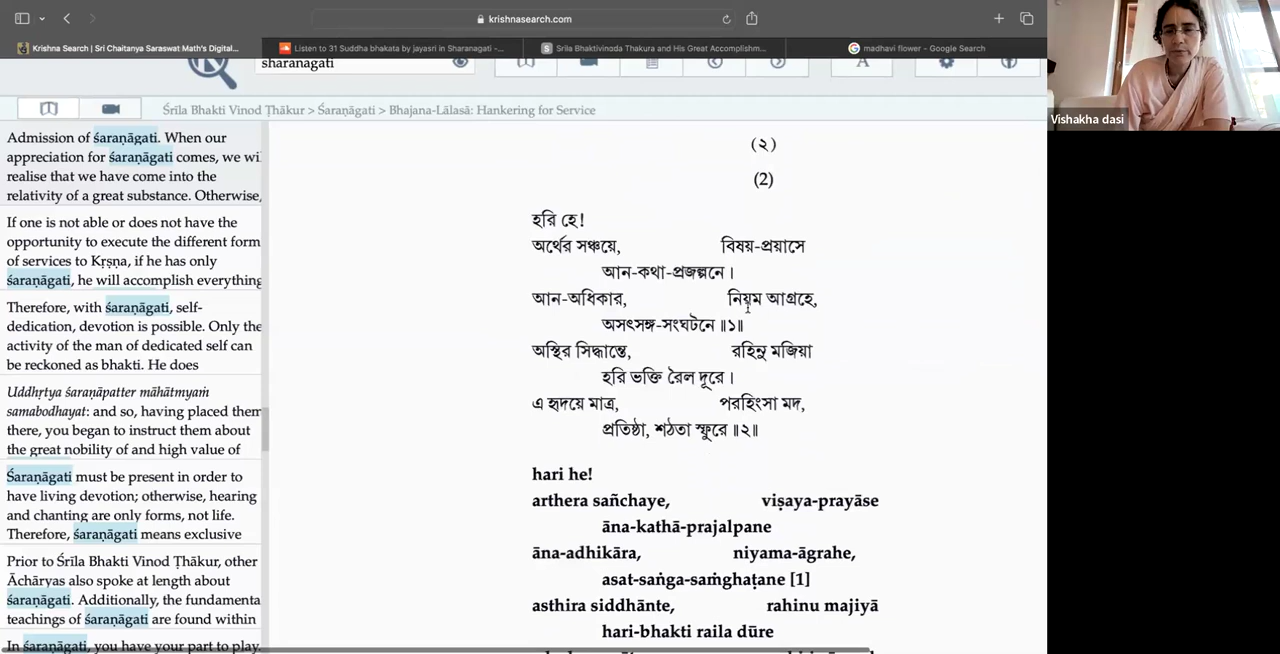 krishnasearch.com
Krishna Search | Sri Chaitanya Saraswat Math's Digital...
Listen to 31 Suddha bhakata by jayasri in Sharanagati -...
Srila Bhaktivinoda Thakura and His Great Accomplishm...
madhavi flower - Google Search
Vishakha dasi
sharanagati
Śrīla Bhakti Vinod Ṭhākur > Śaraṇāgati > Bhajana-Lālasā: Hankering for Service
Admission of śaraṇāgati. When our
appreciation for śaraṇāgati comes, we wil
realise that we have come into the
relativity of a great substance. Otherwise,
If one is not able or does not have the
opportunity to execute the different form
of services to Kṛṣṇa, if he has only
śaraṇāgati, he will accomplish everything
Therefore, with śaraṇāgati, self-
dedication, devotion is possible. Only the
activity of the man of dedicated self can
be reckoned as bhakti. He does
Uddhṛtya śaraṇāpatter māhātmyaṁ
samabodhayat: and so, having placed them
there, you began to instruct them about
the great nobility of and high value of
Śaraṇāgati must be present in order to
have living devotion; otherwise, hearing
and chanting are only forms, not life.
Therefore, śaraṇāgati means exclusive
Prior to Śrīla Bhakti Vinod Ṭhākur, other
Āchāryas also spoke at length about
śaraṇāgati. Additionally, the fundamenta
teachings of śaraṇāgati are found within
In śaraṇāgati, you have your part to play.
(২)
(2)
হরি হে!
অর্থের সঞ্চয়ে, বিষয়-প্রয়াসে
আন-কথা-প্রজল্পনে।
আন-অধিকার, নিয়ম আগ্রহে,
অসৎসঙ্গ-সংঘটনে ॥১॥
অস্থির সিদ্ধান্তে, রহিনু মজিয়া
হরি ভক্তি রৈল দূরে।
এ হৃদয়ে মাত্র, পরহিংসা মদ,
প্রতিষ্ঠা, শঠতা স্ফুরে ॥২॥
hari he!
arthera sañchaye, viṣaya-prayāse
āna-kathā-prajalpane
āna-adhikāra, niyama-āgrahe,
asat-saṅga-saṁghaṭane [1]
asthira siddhānte, rahinu majiyā
hari-bhakti raila dūre